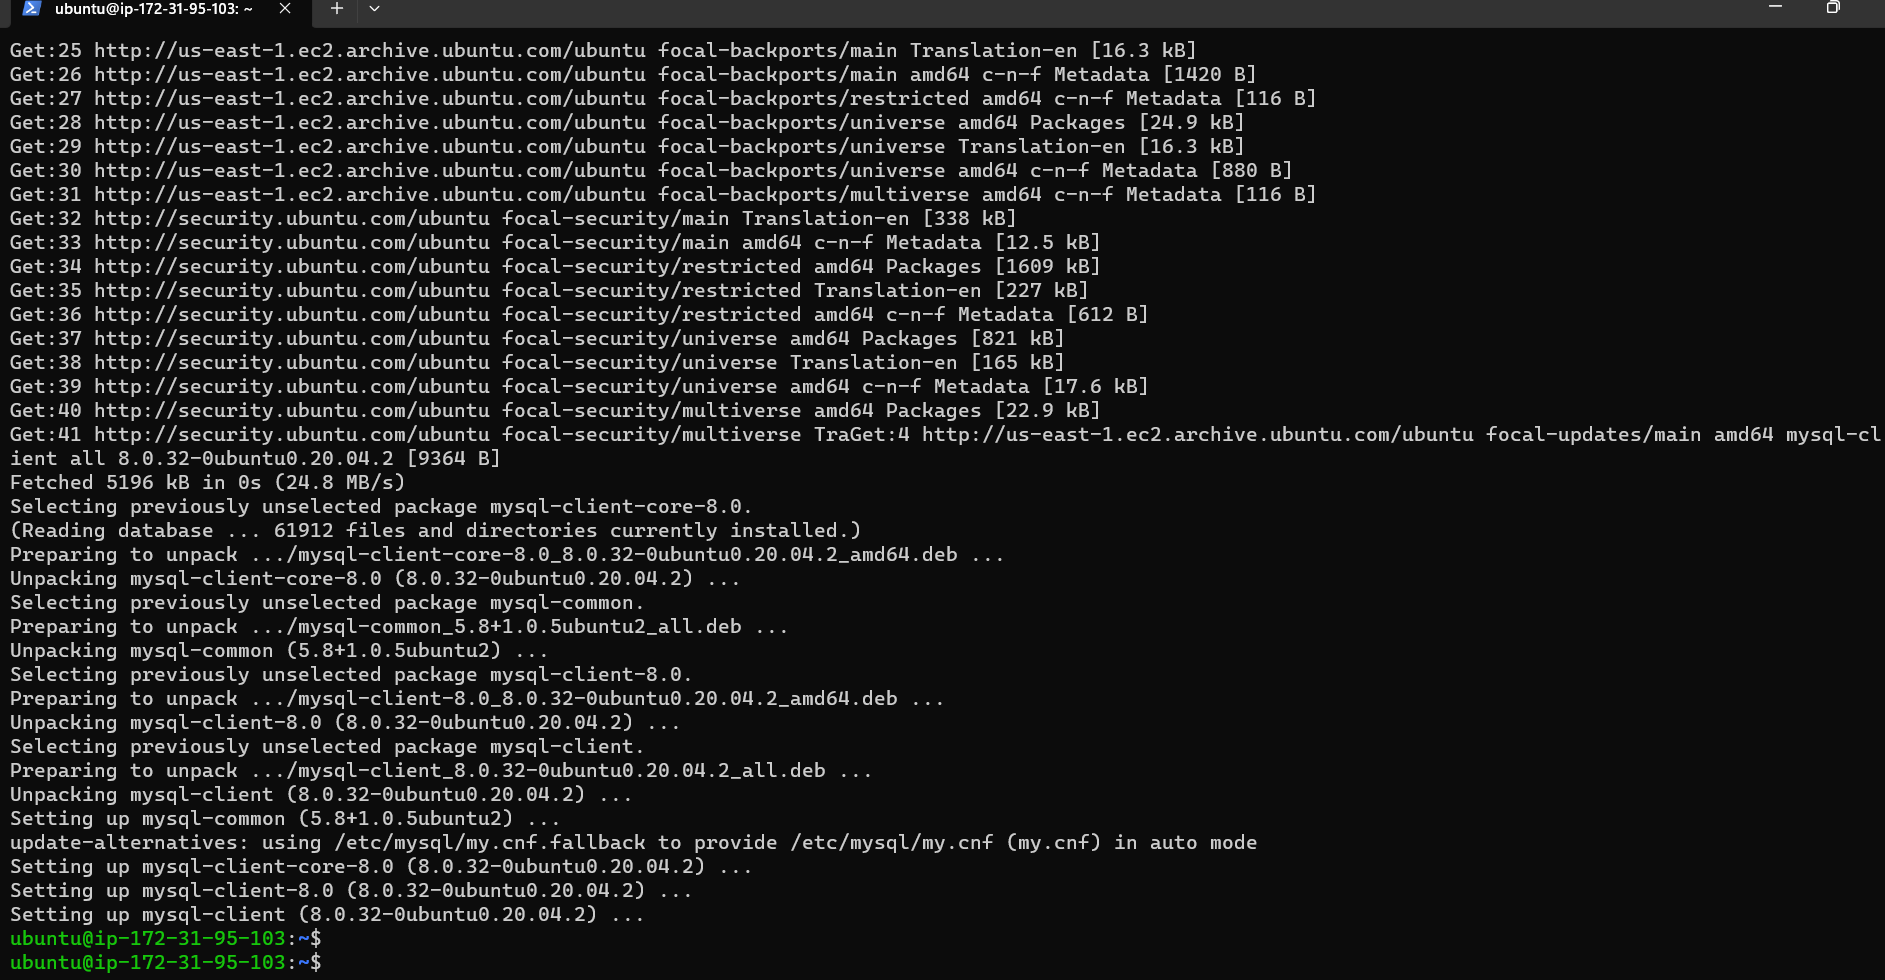 ubuntu@ip-172-31-95-103: ~
Get:25 http://us-east-1.ec2.archive.ubuntu.com/ubuntu focal-backports/main Translation-en [16.3 kB]
Get:26 http://us-east-1.ec2.archive.ubuntu.com/ubuntu focal-backports/main amd64 c-n-f Metadata [1420 B]
Get:27 http://us-east-1.ec2.archive.ubuntu.com/ubuntu focal-backports/restricted amd64 c-n-f Metadata [116 B]
Get:28 http://us-east-1.ec2.archive.ubuntu.com/ubuntu focal-backports/universe amd64 Packages [24.9 kB]
Get:29 http://us-east-1.ec2.archive.ubuntu.com/ubuntu focal-backports/universe Translation-en [16.3 kB]
Get:30 http://us-east-1.ec2.archive.ubuntu.com/ubuntu focal-backports/universe amd64 c-n-f Metadata [880 B]
Get:31 http://us-east-1.ec2.archive.ubuntu.com/ubuntu focal-backports/multiverse amd64 c-n-f Metadata [116 B]
Get:32 http://security.ubuntu.com/ubuntu focal-security/main Translation-en [338 kB]
Get:33 http://security.ubuntu.com/ubuntu focal-security/main amd64 c-n-f Metadata [12.5 kB]
Get:34 http://security.ubuntu.com/ubuntu focal-security/restricted amd64 Packages [1609 kB]
Get:35 http://security.ubuntu.com/ubuntu focal-security/restricted Translation-en [227 kB]
Get:36 http://security.ubuntu.com/ubuntu focal-security/restricted amd64 c-n-f Metadata [612 B]
Get:37 http://security.ubuntu.com/ubuntu focal-security/universe amd64 Packages [821 kB]
Get:38 http://security.ubuntu.com/ubuntu focal-security/universe Translation-en [165 kB]
Get:39 http://security.ubuntu.com/ubuntu focal-security/universe amd64 c-n-f Metadata [17.6 kB]
Get:40 http://security.ubuntu.com/ubuntu focal-security/multiverse amd64 Packages [22.9 kB]
Get:41 http://security.ubuntu.com/ubuntu focal-security/multiverse TraGet:4 http://us-east-1.ec2.archive.ubuntu.com/ubuntu focal-updates/main amd64 mysql-cl
ient all 8.0.32-0ubuntu0.20.04.2 [9364 B]
Fetched 5196 kB in 0s (24.8 MB/s)
Selecting previously unselected package mysql-client-core-8.0.
(Reading database ... 61912 files and directories currently installed.)
Preparing to unpack .../mysql-client-core-8.0_8.0.32-0ubuntu0.20.04.2_amd64.deb ...
Unpacking mysql-client-core-8.0 (8.0.32-0ubuntu0.20.04.2) ...
Selecting previously unselected package mysql-common.
Preparing to unpack .../mysql-common_5.8+1.0.5ubuntu2_all.deb ...
Unpacking mysql-common (5.8+1.0.5ubuntu2) ...
Selecting previously unselected package mysql-client-8.0.
Preparing to unpack .../mysql-client-8.0_8.0.32-0ubuntu0.20.04.2_amd64.deb ...
Unpacking mysql-client-8.0 (8.0.32-0ubuntu0.20.04.2) ...
Selecting previously unselected package mysql-client.
Preparing to unpack .../mysql-client_8.0.32-0ubuntu0.20.04.2_all.deb ...
Unpacking mysql-client (8.0.32-0ubuntu0.20.04.2) ...
Setting up mysql-common (5.8+1.0.5ubuntu2) ...
update-alternatives: using /etc/mysql/my.cnf.fallback to provide /etc/mysql/my.cnf (my.cnf) in auto mode
Setting up mysql-client-core-8.0 (8.0.32-0ubuntu0.20.04.2) ...
Setting up mysql-client-8.0 (8.0.32-0ubuntu0.20.04.2) ...
Setting up mysql-client (8.0.32-0ubuntu0.20.04.2) ...
ubuntu@ip-172-31-95-103:~$
ubuntu@ip-172-31-95-103:~$